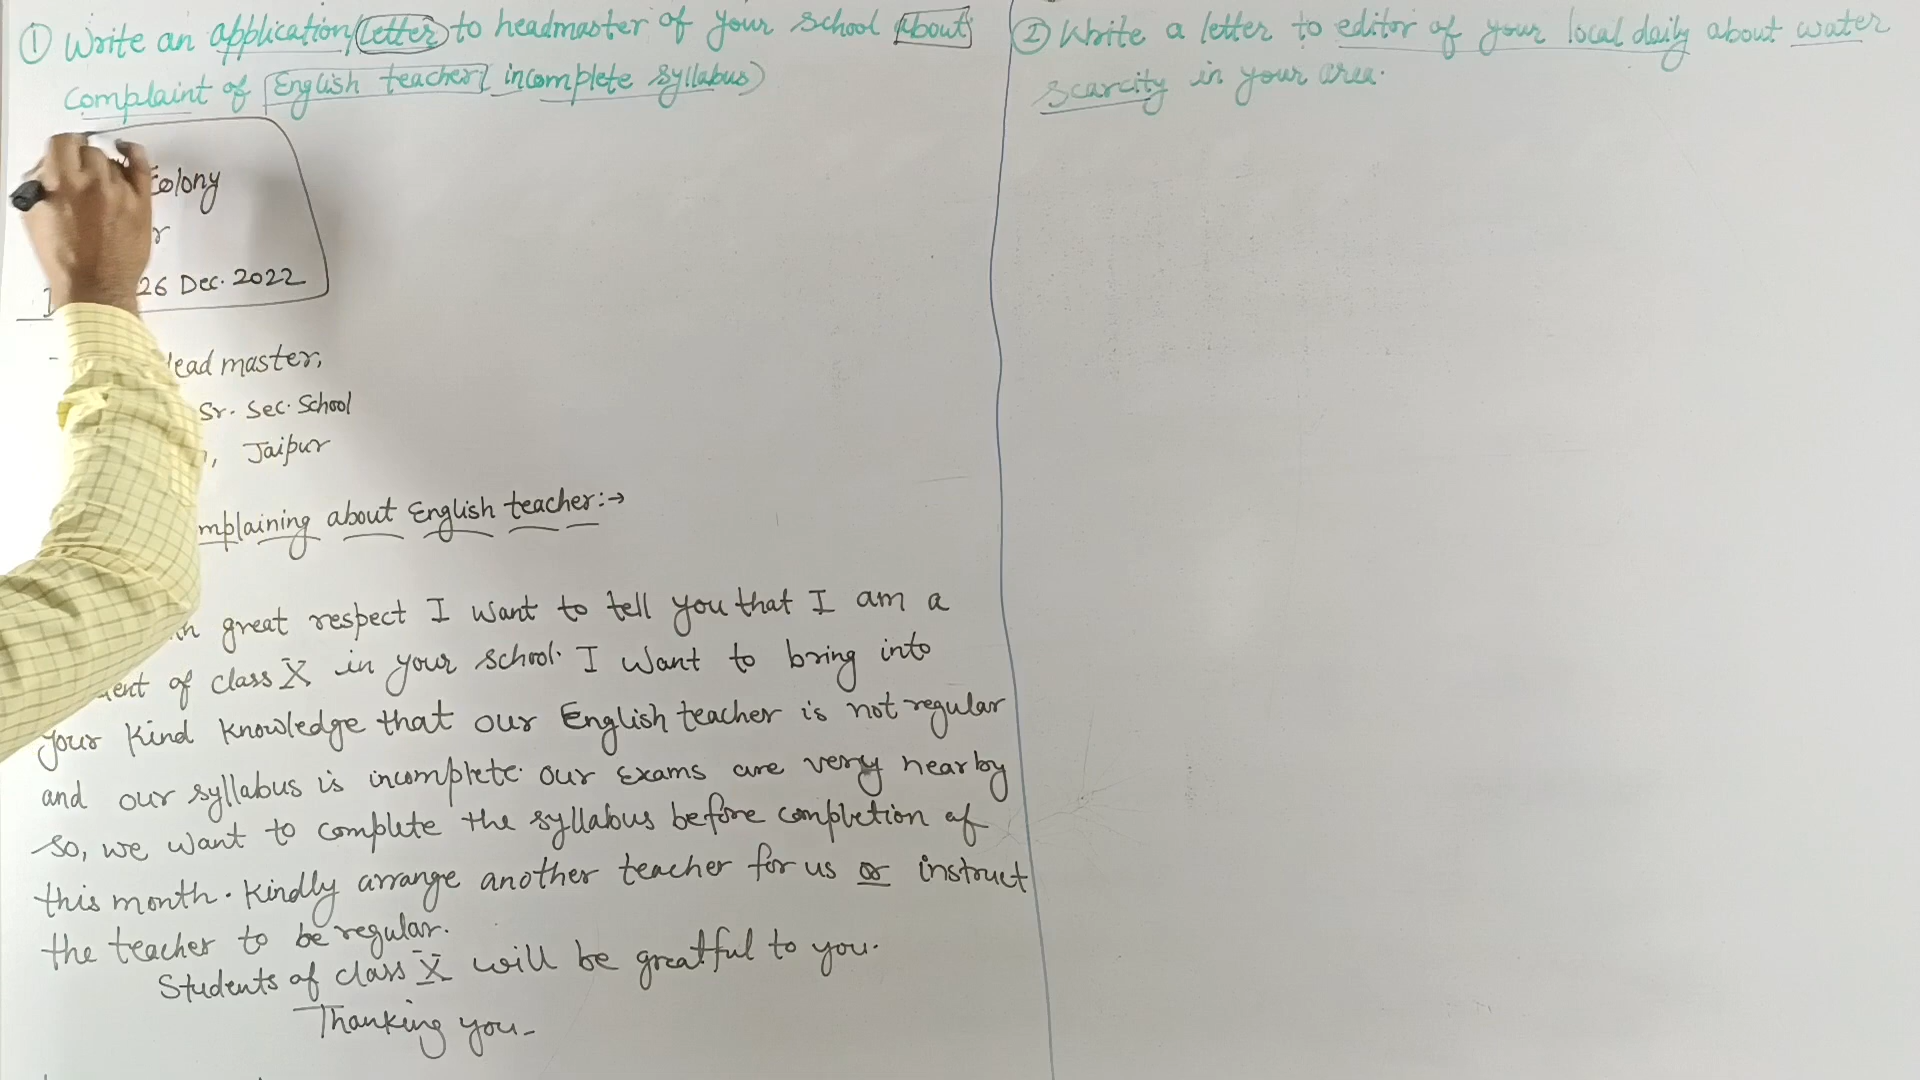 ① Write an application/Letter to headmaster of your school about
Complaint of English teacher( incomplete syllabus)
Colony
26 Dec. 2022
master,
Sr. Sec. School
Jaipur
about English teacher:→
great respect I want to tell you that I am a
of class X in your school. I want to bring into
your kind knowledge that our English teacher is not regular
and our syllabus is incomplete. our Exams are very nearby
so, we want to complete the syllabus before completion of
this month. Kindly arrange another teacher for us or instruct
the teacher to be regular.
Students of class X will be greatful to you.
Thanking you-
② Write a letter to editor of your local daily about water
scarcity in your area.